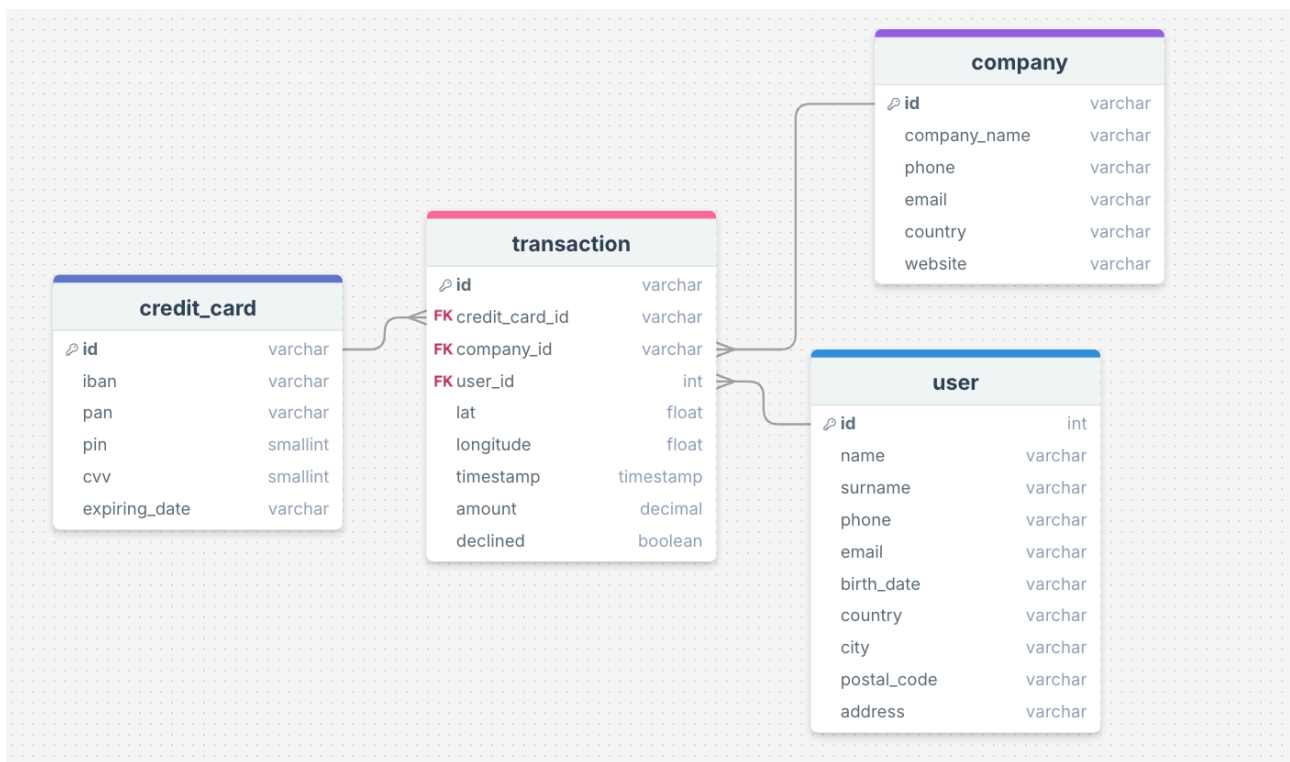 company
id varchar
company_name varchar
phone varchar
email varchar
country varchar
website varchar
transaction
id varchar
FK credit_card_id varchar
FK company_id varchar
FK user_id int
lat float
longitude float
timestamp timestamp
amount decimal
declined boolean
credit_card
id varchar
iban varchar
pan varchar
pin smallint
cvv smallint
expiring_date varchar
user
id int
name varchar
surname varchar
phone varchar
email varchar
birth_date varchar
country varchar
city varchar
postal_code varchar
address varchar